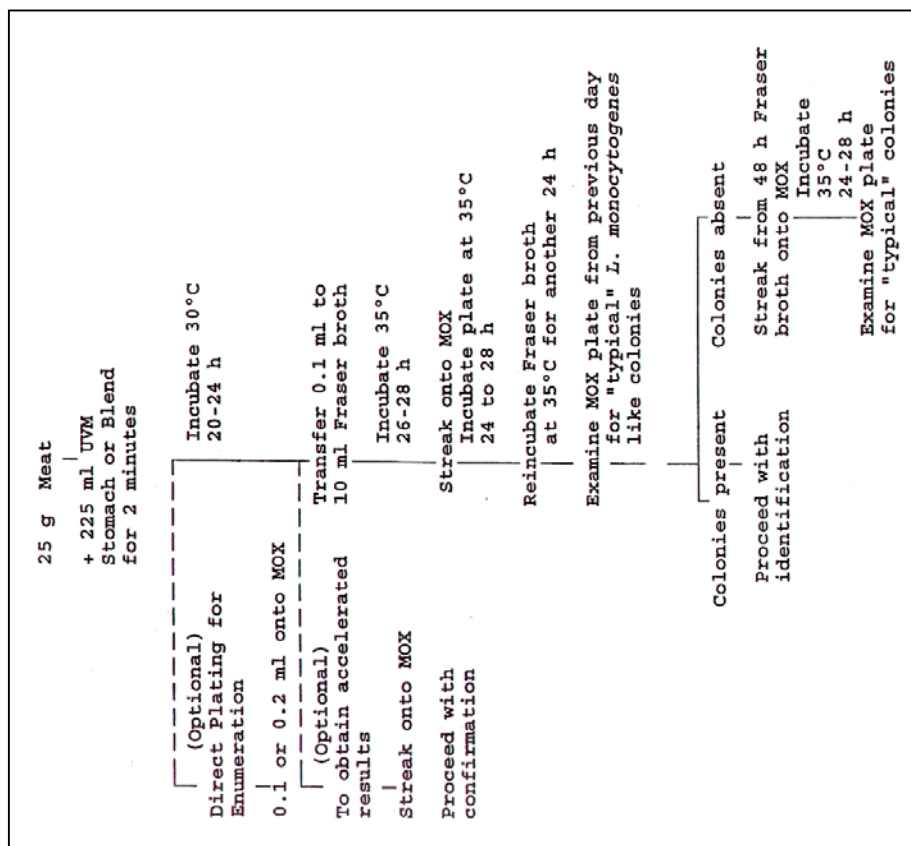 25 g Meat
+ 225 ml UVM
Stomach or Blend
for 2 minutes
(Optional)
Direct Plating for
Enumeration
0.1 or 0.2 ml onto MOX
Incubate 30°C
20-24 h
(Optional)
To obtain accelerated
results
Streak onto MOX
Proceed with
confirmation
Transfer 0.1 ml to
10 ml Fraser broth
Incubate 35°C
26-28 h
Streak onto MOX
Incubate plate at 35°C
24 to 28 h
Reincubate Fraser broth
at 35°C for another 24 h
Examine MOX plate from previous day
for "typical" L. monocytogenes
like colonies
Colonies present
Proceed with
identification
Colonies absent
Streak from 48 h Fraser
broth onto MOX
Incubate
35°C
24-28 h
Examine MOX plate
for "typical" colonies